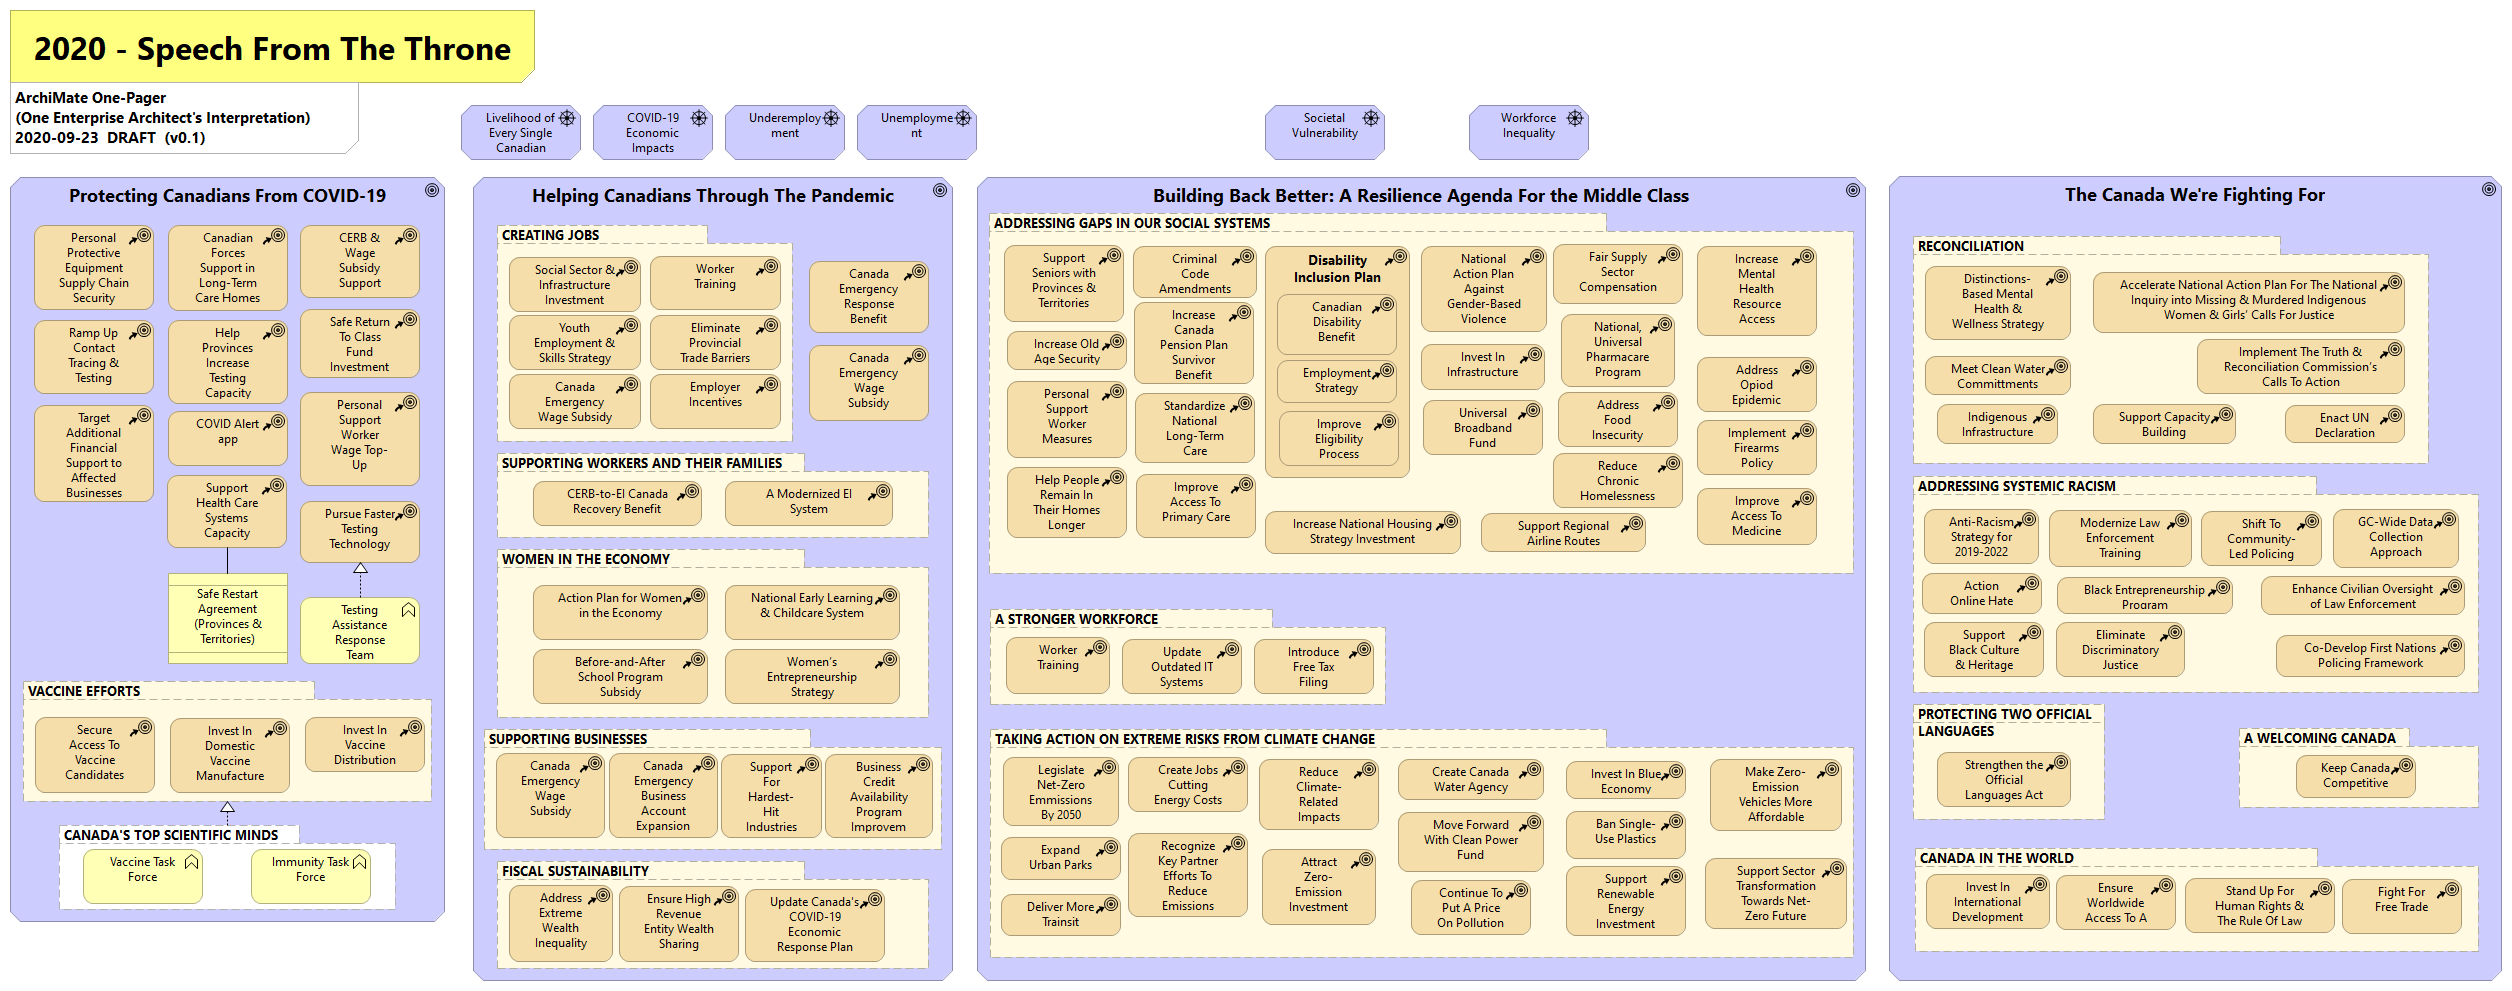 2020 - Speech From The Throne
ArchiMate One-Pager
(One Enterprise Architect's Interpretation)
2020-09-23  DRAFT  (v0.1)
Livelihood of
Every Single
Canadian
COVID-19
Economic
Impacts
Underemploy
ment
Unemployme
nt
Societal
Vulnerability
Workforce
Inequality
Protecting Canadians From COVID-19
Personal
Protective
Equipment
Supply Chain
Security
Canadian
Forces
Support in
Long-Term
Care Homes
CERB &
Wage
Subsidy
Support
Ramp Up
Contact
Tracing &
Testing
Help
Provinces
Increase
Testing
Capacity
Safe Return
To Class
Fund
Investment
Target
Additional
Financial
Support to
Affected
Businesses
COVID Alert
app
Personal
Support
Worker
Wage Top-
Up
Support
Health Care
Systems
Capacity
Pursue Faster
Testing
Technology
Safe Restart
Agreement
(Provinces &
Territories)
Testing
Assistance
Response
Team
VACCINE EFFORTS
Secure
Access To
Vaccine
Candidates
Invest In
Domestic
Vaccine
Manufacture
Invest In
Vaccine
Distribution
CANADA'S TOP SCIENTIFIC MINDS
Vaccine Task
Force
Immunity Task
Force
Helping Canadians Through The Pandemic
CREATING JOBS
Social Sector &
Infrastructure
Investment
Worker
Training
Youth
Employment &
Skills Strategy
Eliminate
Provincial
Trade Barriers
Canada
Emergency
Wage Subsidy
Employer
Incentives
Canada
Emergency
Response
Benefit
Canada
Emergency
Wage
Subsidy
SUPPORTING WORKERS AND THEIR FAMILIES
CERB-to-EI Canada
Recovery Benefit
A Modernized EI
System
WOMEN IN THE ECONOMY
Action Plan for Women
in the Economy
National Early Learning
& Childcare System
Before-and-After
School Program
Subsidy
Women's
Entrepreneurship
Strategy
SUPPORTING BUSINESSES
Canada
Emergency
Wage
Subsidy
Canada
Emergency
Business
Account
Expansion
Support
For
Hardest-
Hit
Industries
Business
Credit
Availability
Program
Improvem
FISCAL SUSTAINABILITY
Address
Extreme
Wealth
Inequality
Ensure High
Revenue
Entity Wealth
Sharing
Update Canada's
COVID-19
Economic
Response Plan
Building Back Better: A Resilience Agenda For the Middle Class
ADDRESSING GAPS IN OUR SOCIAL SYSTEMS
Support
Seniors with
Provinces &
Territories
Increase Old
Age Security
Personal
Support
Worker
Measures
Help People
Remain In
Their Homes
Longer
Criminal
Code
Amendments
Increase
Canada
Pension Plan
Survivor
Benefit
Standardize
National
Long-Term
Care
Improve
Access To
Primary Care
Disability
Inclusion Plan
Canadian
Disability
Benefit
Employment
Strategy
Improve
Eligibility
Process
Increase National Housing
Strategy Investment
National
Action Plan
Against
Gender-Based
Violence
Invest In
Infrastructure
Universal
Broadband
Fund
Support Regional
Airline Routes
Fair Supply
Sector
Compensation
National,
Universal
Pharmacare
Program
Address
Food
Insecurity
Reduce
Chronic
Homelessness
Increase
Mental
Health
Resource
Access
Address
Opiod
Epidemic
Implement
Firearms
Policy
Improve
Access To
Medicine
A STRONGER WORKFORCE
Worker
Training
Update
Outdated IT
Systems
Introduce
Free Tax
Filing
TAKING ACTION ON EXTREME RISKS FROM CLIMATE CHANGE
Legislate
Net-Zero
Emmissions
By 2050
Expand
Urban Parks
Deliver More
Transit
Create Jobs
Cutting
Energy Costs
Recognize
Key Partner
Efforts To
Reduce
Emissions
Reduce
Climate-
Related
Impacts
Attract
Zero-
Emission
Investment
Create Canada
Water Agency
Move Forward
With Clean Power
Fund
Continue To
Put A Price
On Pollution
Invest In Blue
Economy
Ban Single-
Use Plastics
Support
Renewable
Energy
Investment
Make Zero-
Emission
Vehicles More
Affordable
Support Sector
Transformation
Towards Net-
Zero Future
The Canada We're Fighting For
RECONCILIATION
Distinctions-
Based Mental
Health &
Wellness Strategy
Accelerate National Action Plan For The National
Inquiry into Missing & Murdered Indigenous
Women & Girls' Calls For Justice
Meet Clean Water
Committments
Implement The Truth &
Reconciliation Commission's
Calls To Action
Indigenous
Infrastructure
Support Capacity
Building
Enact UN
Declaration
ADDRESSING SYSTEMIC RACISM
Anti-Racism
Strategy for
2019-2022
Modernize Law
Enforcement
Training
Shift To
Community-
Led Policing
GC-Wide Data
Collection
Approach
Action
Online Hate
Black Entrepreneurship
Program
Enhance Civilian Oversight
of Law Enforcement
Support
Black Culture
& Heritage
Eliminate
Discriminatory
Justice
Co-Develop First Nations
Policing Framework
PROTECTING TWO OFFICIAL
LANGUAGES
Strengthen the
Official
Languages Act
A WELCOMING CANADA
Keep Canada
Competitive
CANADA IN THE WORLD
Invest In
International
Development
Ensure
Worldwide
Access To A
Stand Up For
Human Rights &
The Rule Of Law
Fight For
Free Trade